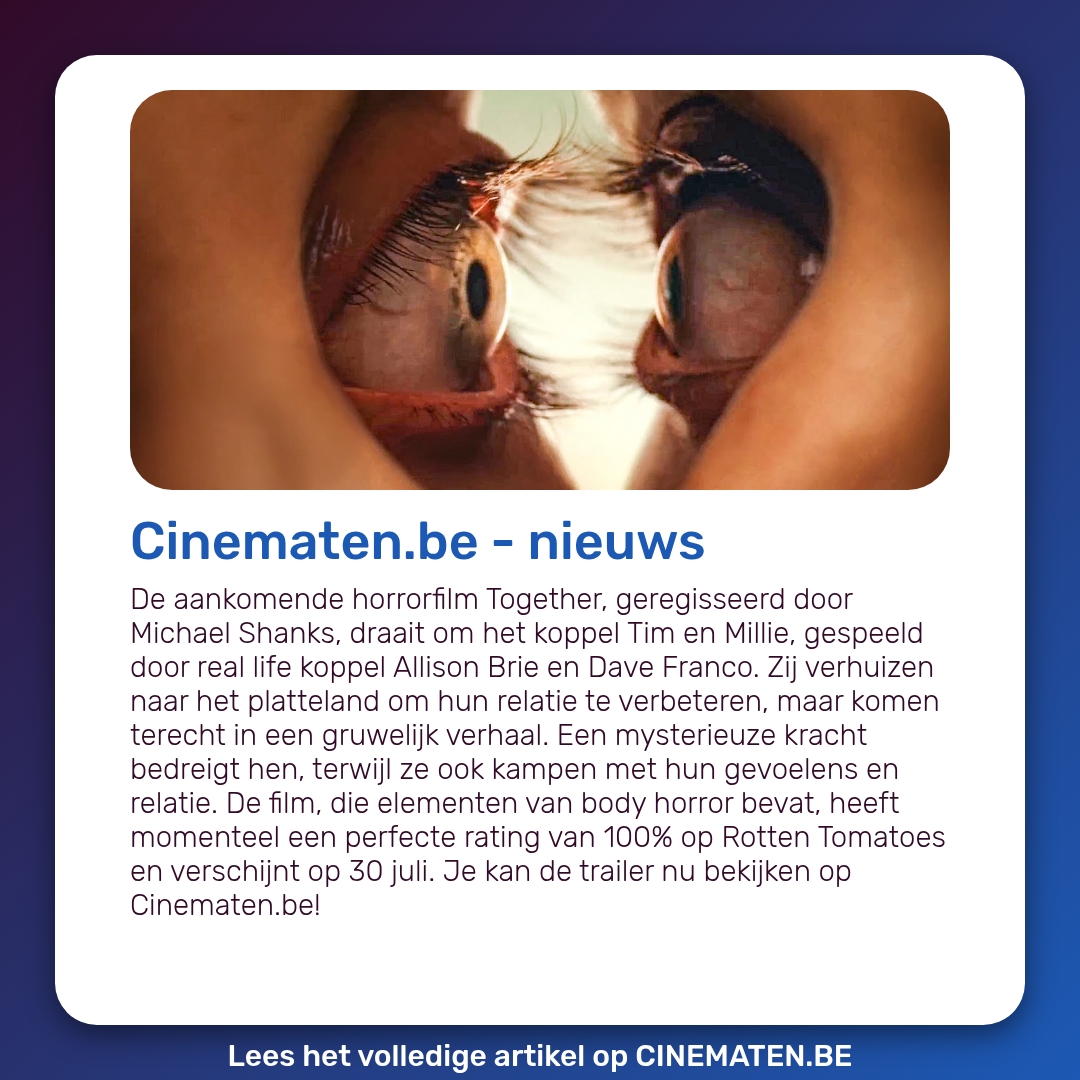 Cinematen.be - nieuws
De aankomende horrorfilm Together, geregisseerd door
Michael Shanks, draait om het koppel Tim en Millie, gespeeld
door real life koppel Allison Brie en Dave Franco. Zij verhuizen
naar het platteland om hun relatie te verbeteren, maar komen
terecht in een gruwelijk verhaal. Een mysterieuze kracht
bedreigt hen, terwijl ze ook kampen met hun gevoelens en
relatie. De film, die elementen van body horror bevat, heeft
momenteel een perfecte rating van 100% op Rotten Tomatoes
en verschijnt op 30 juli. Je kan de trailer nu bekijken op
Cinematen.be!
Lees het volledige artikel op CINEMATEN.BE